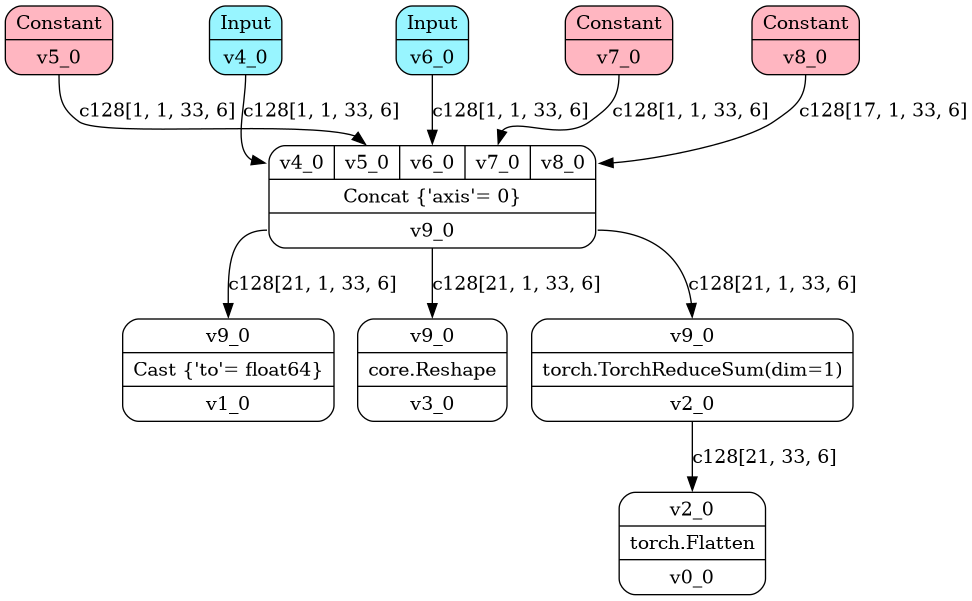 Constant
v5_0
Input
v4_0
Input
v6_0
Constant
v7_0
Constant
v8_0
c128[1, 1, 33, 6]
c128[1, 1, 33, 6]
c128[1, 1, 33, 6]
c128[1, 1, 33, 6]
c128[17, 1, 33, 6]
v4_0 v5_0 v6_0 v7_0 v8_0
Concat {'axis'= 0}
v9_0
c128[21, 1, 33, 6]
c128[21, 1, 33, 6]
c128[21, 1, 33, 6]
v9_0
Cast {'to'= float64}
v1_0
v9_0
core.Reshape
v3_0
v9_0
torch.TorchReduceSum(dim=1)
v2_0
c128[21, 33, 6]
v2_0
torch.Flatten
v0_0